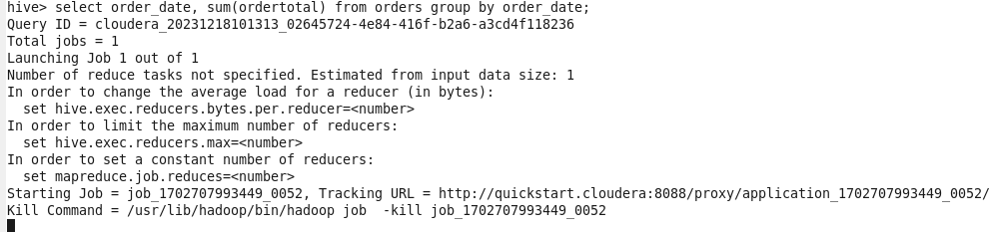 hive> select order_date, sum(ordertotal) from orders group by order_date;
Query ID = cloudera_20231218101313_02645724-4e84-416f-b2a6-a3cd4f118236
Total jobs = 1
Launching Job 1 out of 1
Number of reduce tasks not specified. Estimated from input data size: 1
In order to change the average load for a reducer (in bytes):
  set hive.exec.reducers.bytes.per.reducer=<number>
In order to limit the maximum number of reducers:
  set hive.exec.reducers.max=<number>
In order to set a constant number of reducers:
  set mapreduce.job.reduces=<number>
Starting Job = job_1702707993449_0052, Tracking URL = http://quickstart.cloudera:8088/proxy/application_1702707993449_0052/
Kill Command = /usr/lib/hadoop/bin/hadoop job  -kill job_1702707993449_0052